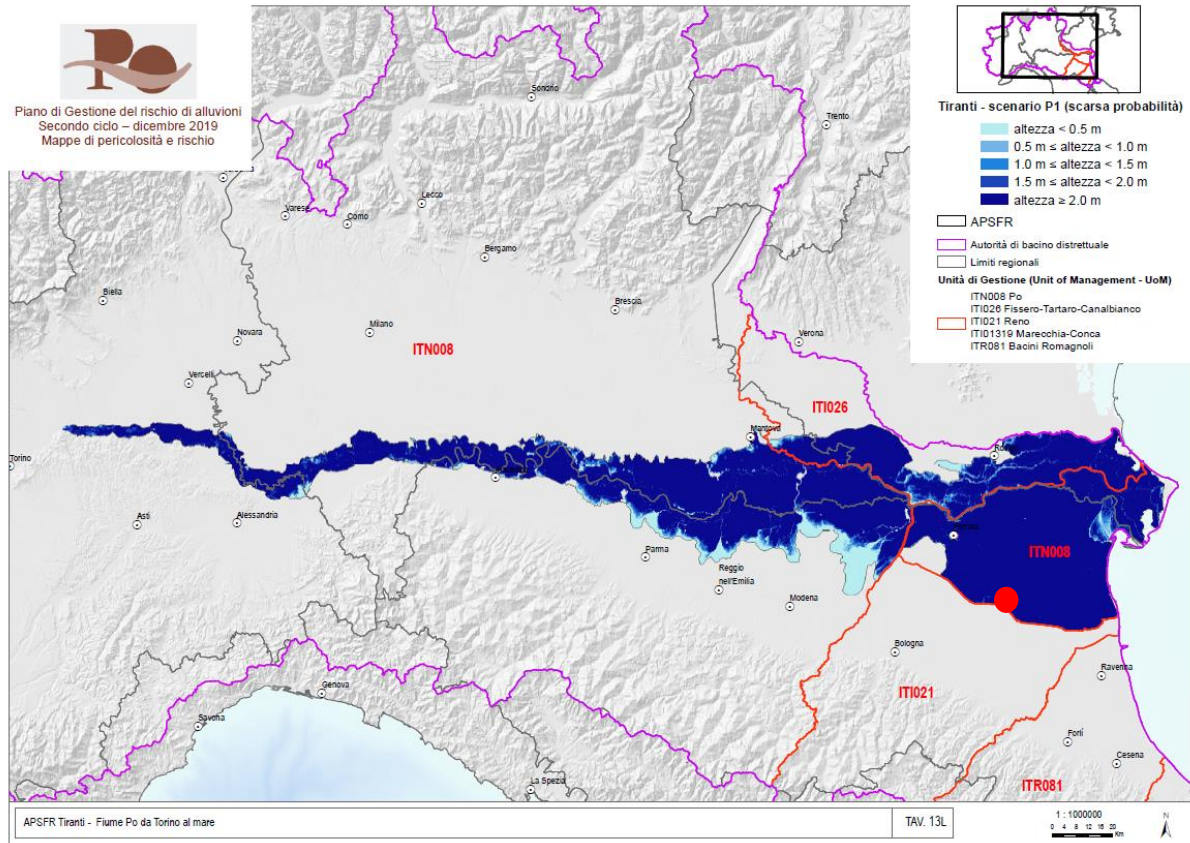 Po
Piano di Gestione del rischio di alluvioni
Secondo ciclo – dicembre 2019
Mappe di pericolosità e rischio
Tiranti - scenario P1 (scarsa probabilità)
altezza < 0.5 m
0.5 m ≤ altezza < 1.0 m
1.0 m ≤ altezza < 1.5 m
1.5 m ≤ altezza < 2.0 m
altezza ≥ 2.0 m
APSFR
Autorità di bacino distrettuale
Limiti regionali
Unità di Gestione (Unit of Management - UoM)
ITN008 Po
ITI026 Fissero-Tartaro-Canalbianco
ITI021 Reno
ITI01319 Marecchia-Conca
ITR081 Bacini Romagnoli
Sondrio
Trento
Lecco
Varese
Como
Bergamo
Biella
Brescia
Novara
Milano
Verona
ITN008
Vercelli
ITI026
Mantova
Torino
Asti
Alessandria
Parma
ITN008
Reggio
nell'Emilia
Modena
Bologna
Ravenna
ITI021
Genova
Savona
Forlì
Cesena
La Spezia
ITR081
APSFR Tiranti - Fiume Po da Torino al mare
TAV. 13L
1 : 1000000
0 4 8 12 16 20
Km
N